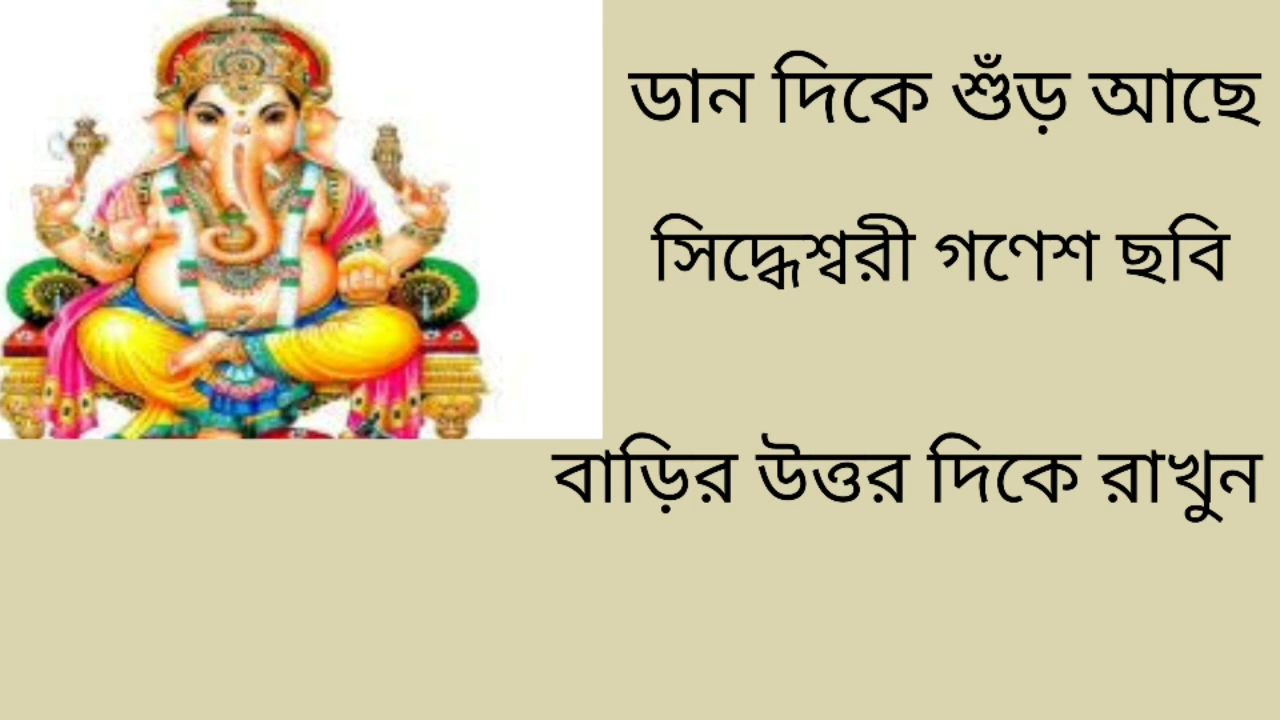 ডান দিকে শুঁড় আছে
সিদ্ধেশ্বরী গণেশ ছবি
বাড়ির উত্তর দিকে রাখুন